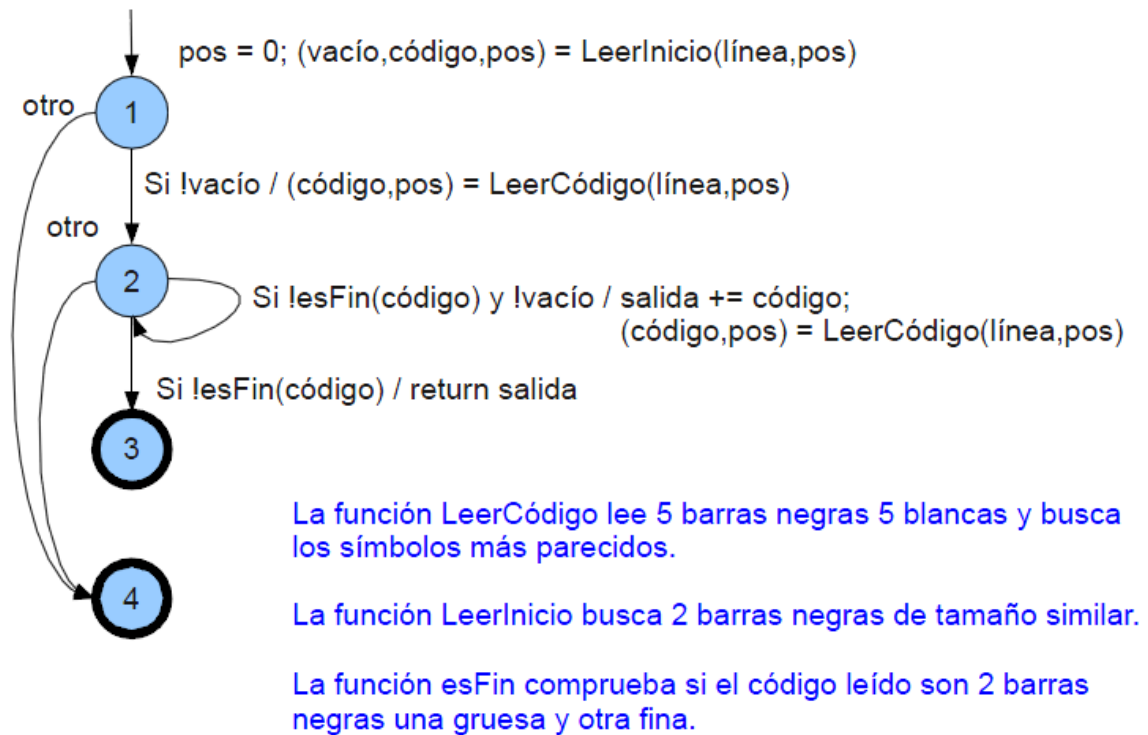 pos = 0; (vacío,código,pos) = LeerInicio(línea,pos)
otro
1
Si !vacío / (código,pos) = LeerCódigo(línea,pos)
otro
2
Si !esFin(código) y !vacío / salida += código;
(código,pos) = LeerCódigo(línea,pos)
Si !esFin(código) / return salida
3
La función LeerCódigo lee 5 barras negras 5 blancas y busca
los símbolos más parecidos.
4
La función LeerInicio busca 2 barras negras de tamaño similar.
La función esFin comprueba si el código leído son 2 barras
negras una gruesa y otra fina.